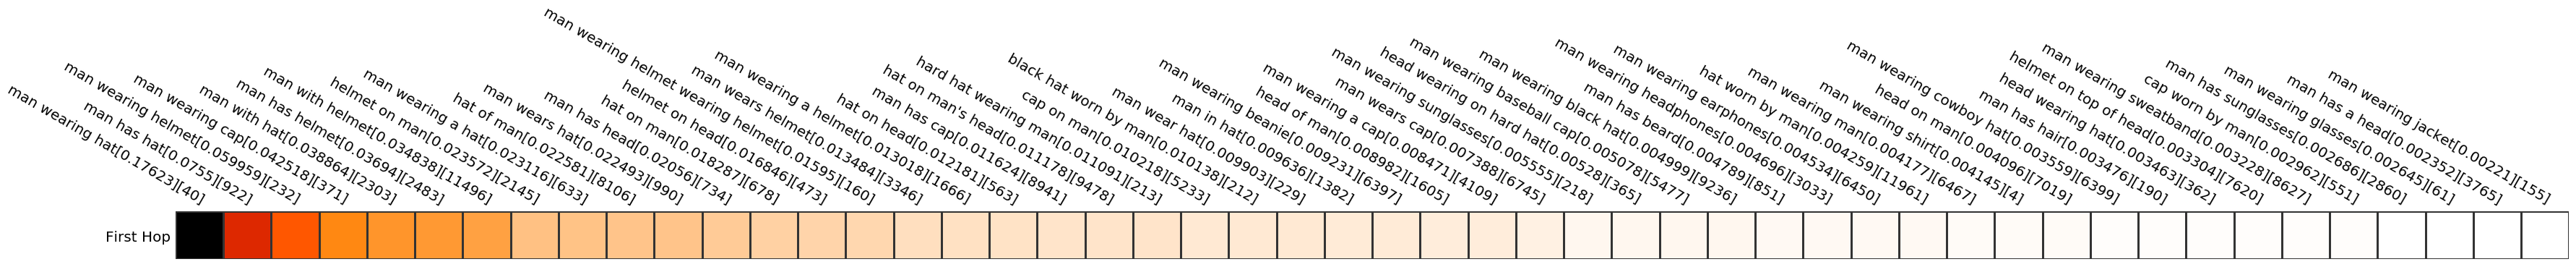 man wearing hat[0.17623][40]
man has hat[0.0755][922]
man wearing helmet[0.05959][232]
man wearing cap[0.042518][371]
man with hat[0.03864][2303]
man has helmet[0.03694][2483]
man with helmet[0.034838][11496]
helmet on man[0.023572][2145]
man wearing a hat[0.023116][633]
hat of man[0.022581][8106]
man wears hat[0.022493][990]
man has head[0.02056][734]
hat on man[0.018287][678]
helmet on head[0.016846][473]
man wearing helmet wearing helmet[0.01595][160]
man wears helmet[0.013484][3346]
man wearing a helmet[0.013018][1666]
hat on head[0.012181][563]
man has cap[0.011624][8941]
hat on man's head[0.011178][9478]
hard hat wearing man[0.011091][213]
cap on man[0.010218][5233]
black hat worn by man[0.010138][212]
man wear hat[0.009903][229]
man in hat[0.009636][1382]
man wearing beanie[0.009231][6397]
head of man[0.008982][1605]
man wearing a cap[0.008471][4109]
man wears cap[0.007388][6745]
man wearing sunglasses[0.005555][218]
head wearing on hard hat[0.00528][365]
man wearing baseball cap[0.005078][5477]
man wearing black hat[0.004999][9236]
man has beard[0.004789][851]
man wearing headphones[0.004696][3033]
man wearing earphones[0.004534][6450]
hat worn by man[0.004259][11961]
man wearing man[0.004177][6467]
man wearing shirt[0.004145][4]
head on man[0.004096][7019]
man wearing cowboy hat[0.003559][6399]
man has hair[0.003476][190]
head wearing hat[0.003463][362]
helmet on top of head[0.003304][7620]
man wearing sweatband[0.003228][8627]
cap worn by man[0.002962][551]
man has sunglasses[0.002686][2860]
man wearing glasses[0.002645][61]
man has a head[0.002352][3765]
man wearing jacket[0.00221][155]
First Hop